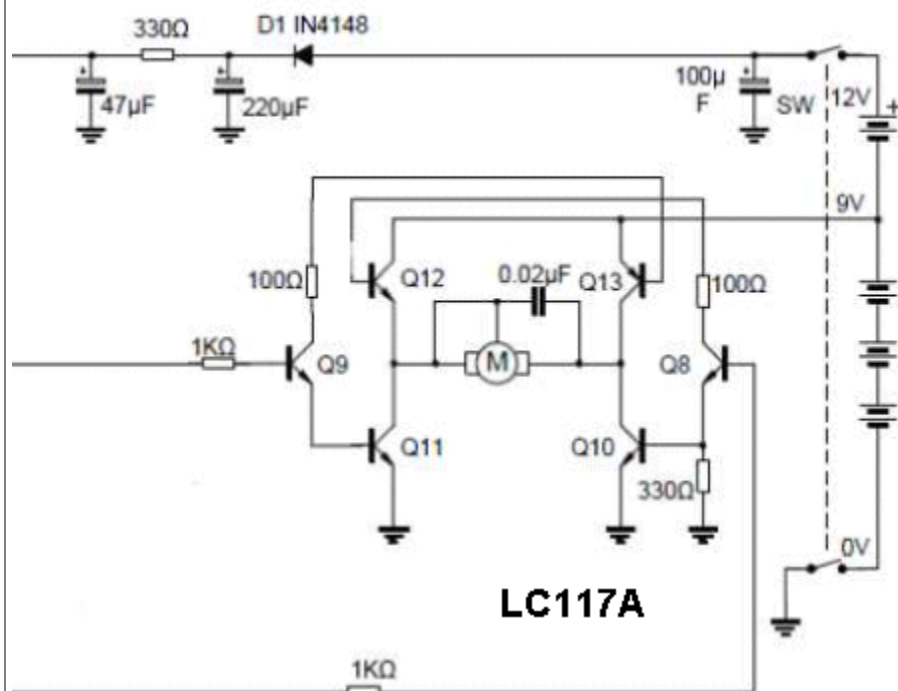 330Ω
D1 IN4148
47µF
220µF
100µ
F
SW
12V
+
9V
100Ω
Q12
0.02µF
Q13
100Ω
1KΩ
Q9
M
Q8
Q11
Q10
330Ω
0V
LC117A
1KΩ